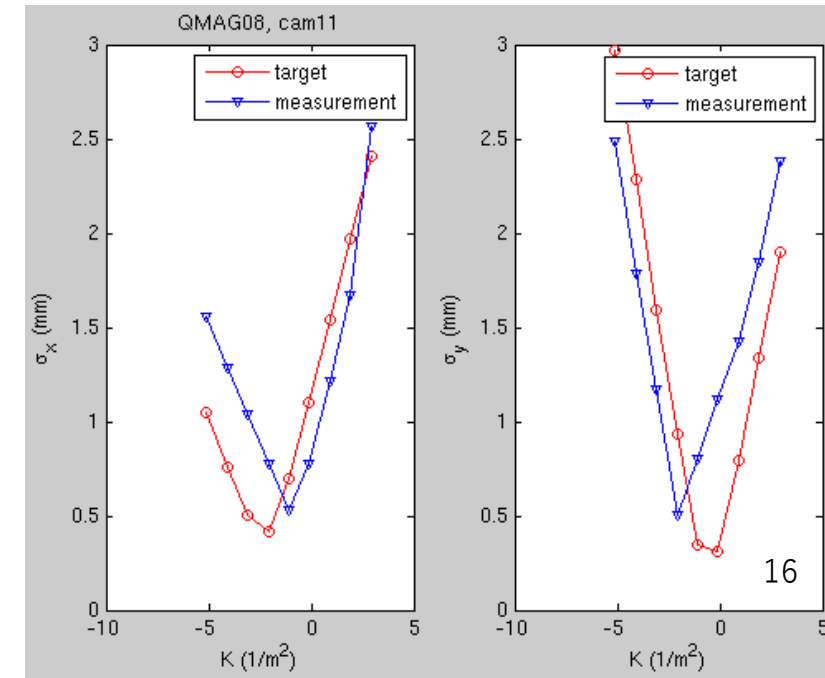 QMAG08, cam11
3
2.5
2
1.5
1
0.5
0
-10
-5
0
5
σx (mm)
K (1/m²)
target
measurement
3
2.5
2
1.5
1
0.5
0
-10
-5
0
5
σy (mm)
K (1/m²)
target
measurement
16